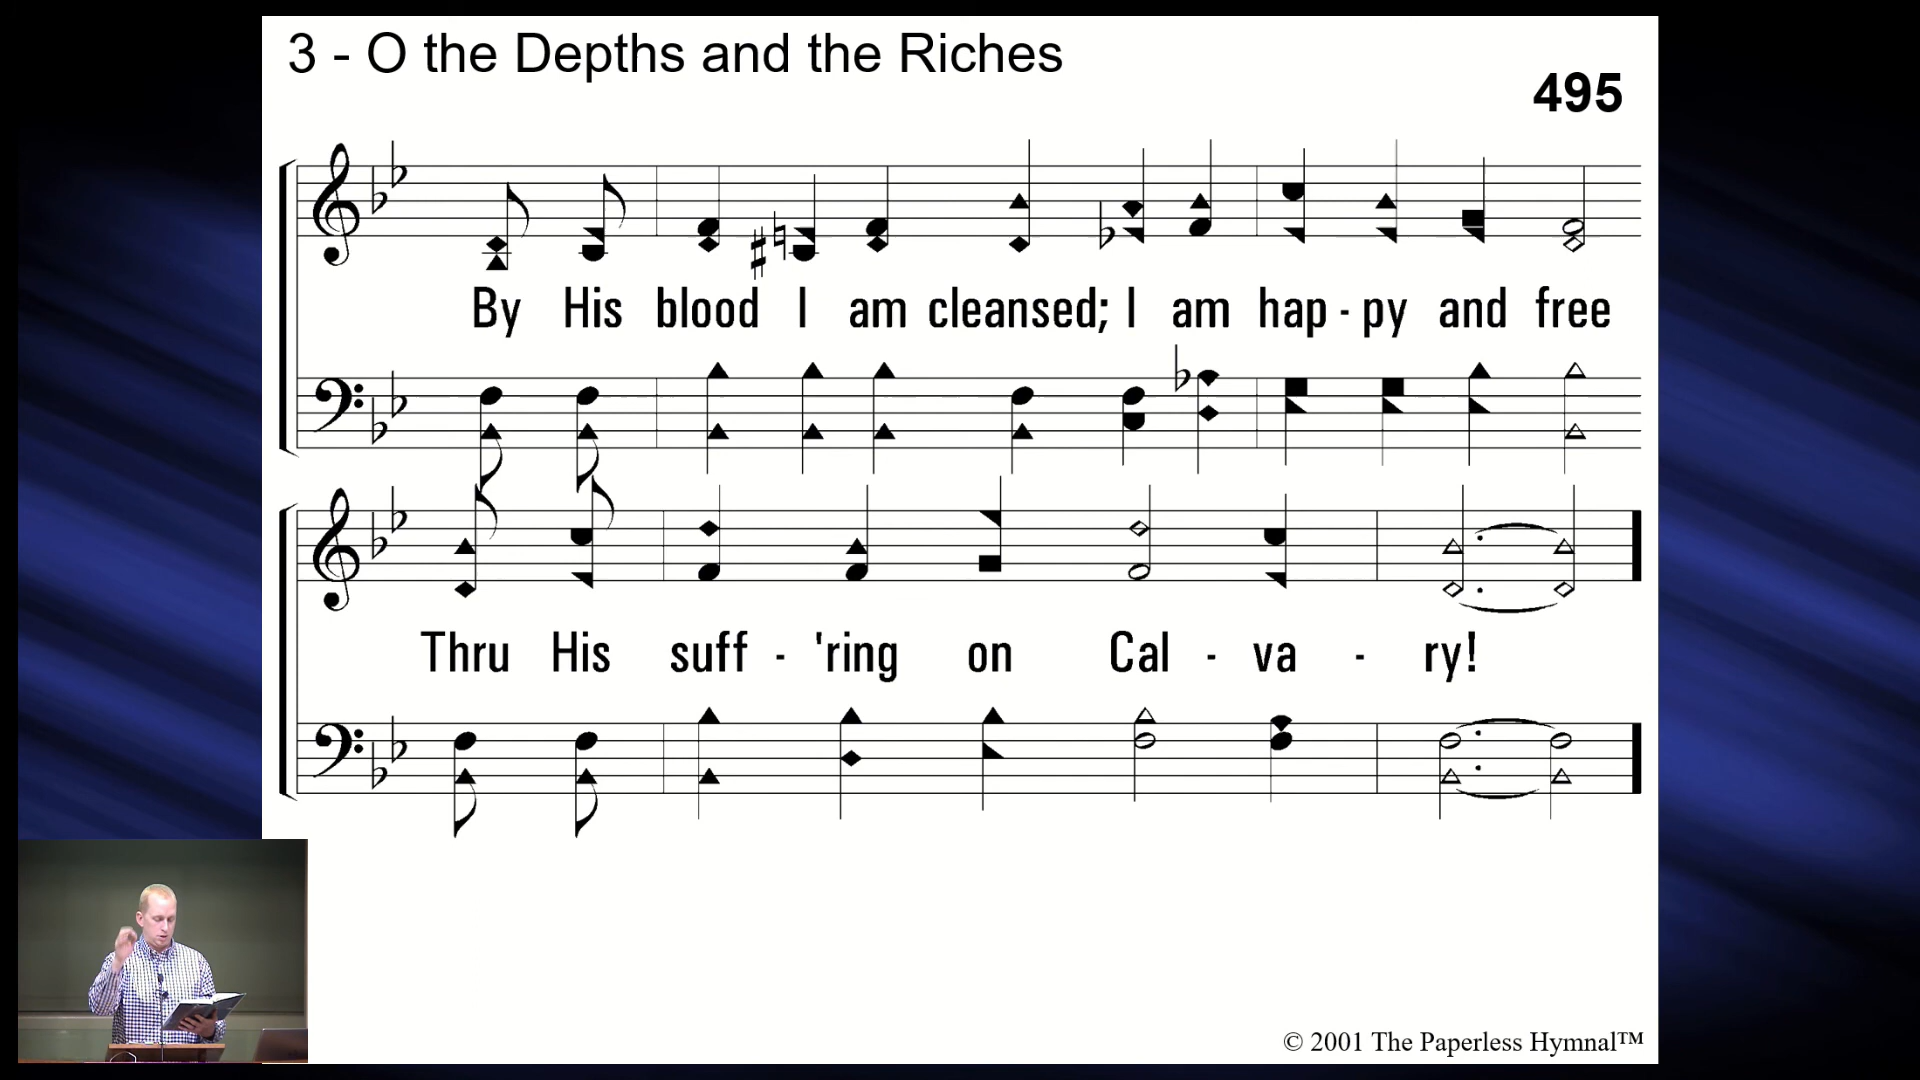 3 - O the Depths and the Riches
495
By His blood I am cleansed; I am hap - py and free
Thru His suff - 'ring on Cal - va - ry!
© 2001 The Paperless Hymnal™